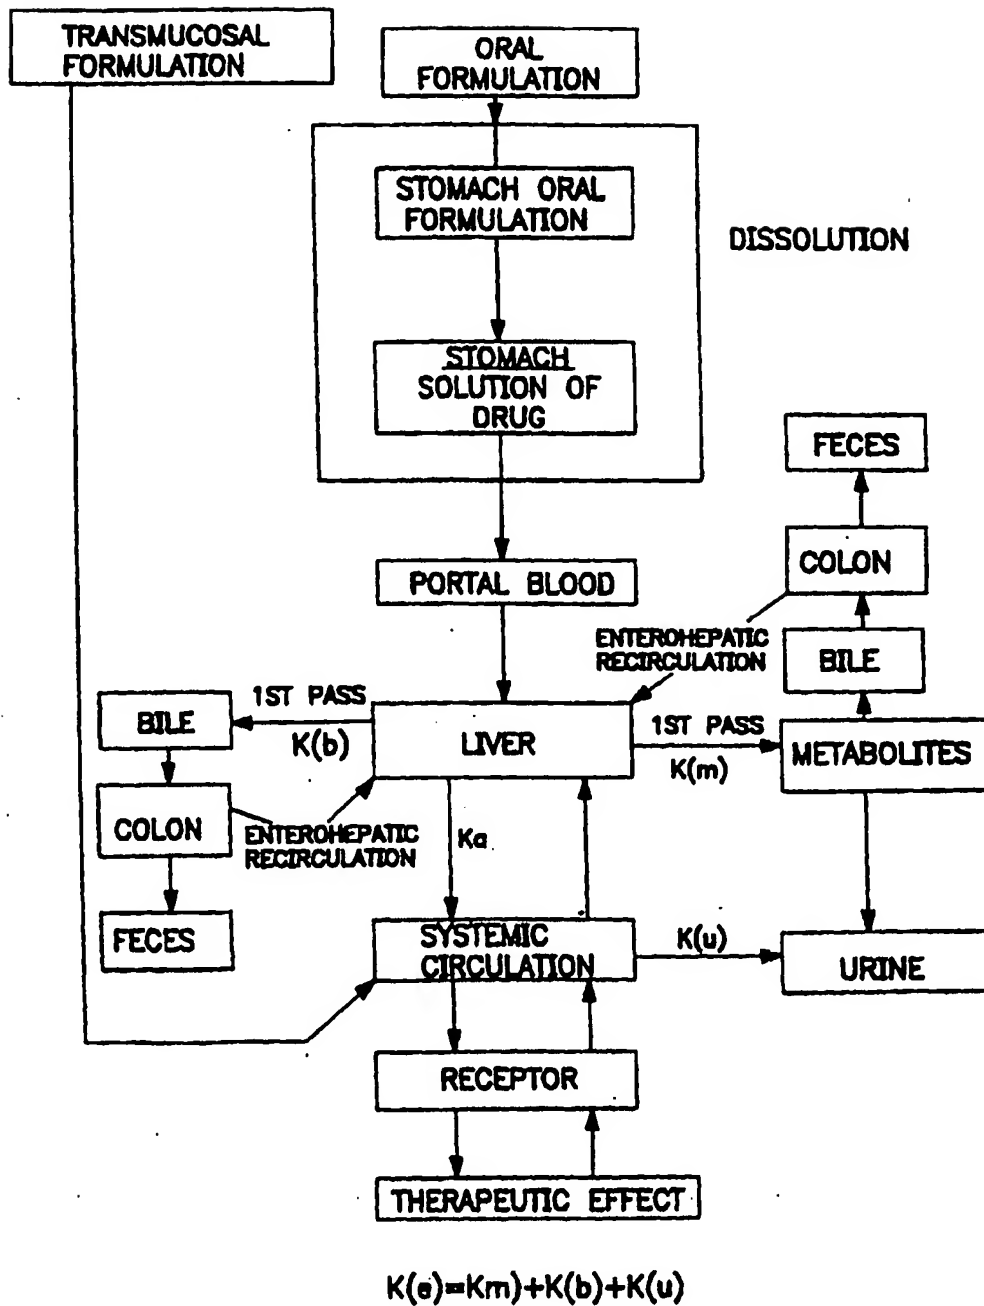 TRANSMUCOSAL
FORMULATION
ORAL
FORMULATION
STOMACH ORAL
FORMULATION
DISSOLUTION
STOMACH
SOLUTION OF
DRUG
FECES
COLON
PORTAL BLOOD
ENTEROHEPATIC
RECIRCULATION
BILE
1ST PASS
BILE
K(b)
LIVER
1ST PASS
K(m)
METABOLITES
COLON
ENTEROHEPATIC
RECIRCULATION
Ka
FECES
SYSTEMIC
CIRCULATION
K(u)
URINE
RECEPTOR
THERAPEUTIC EFFECT
K(e)=Km)+K(b)+K(u)